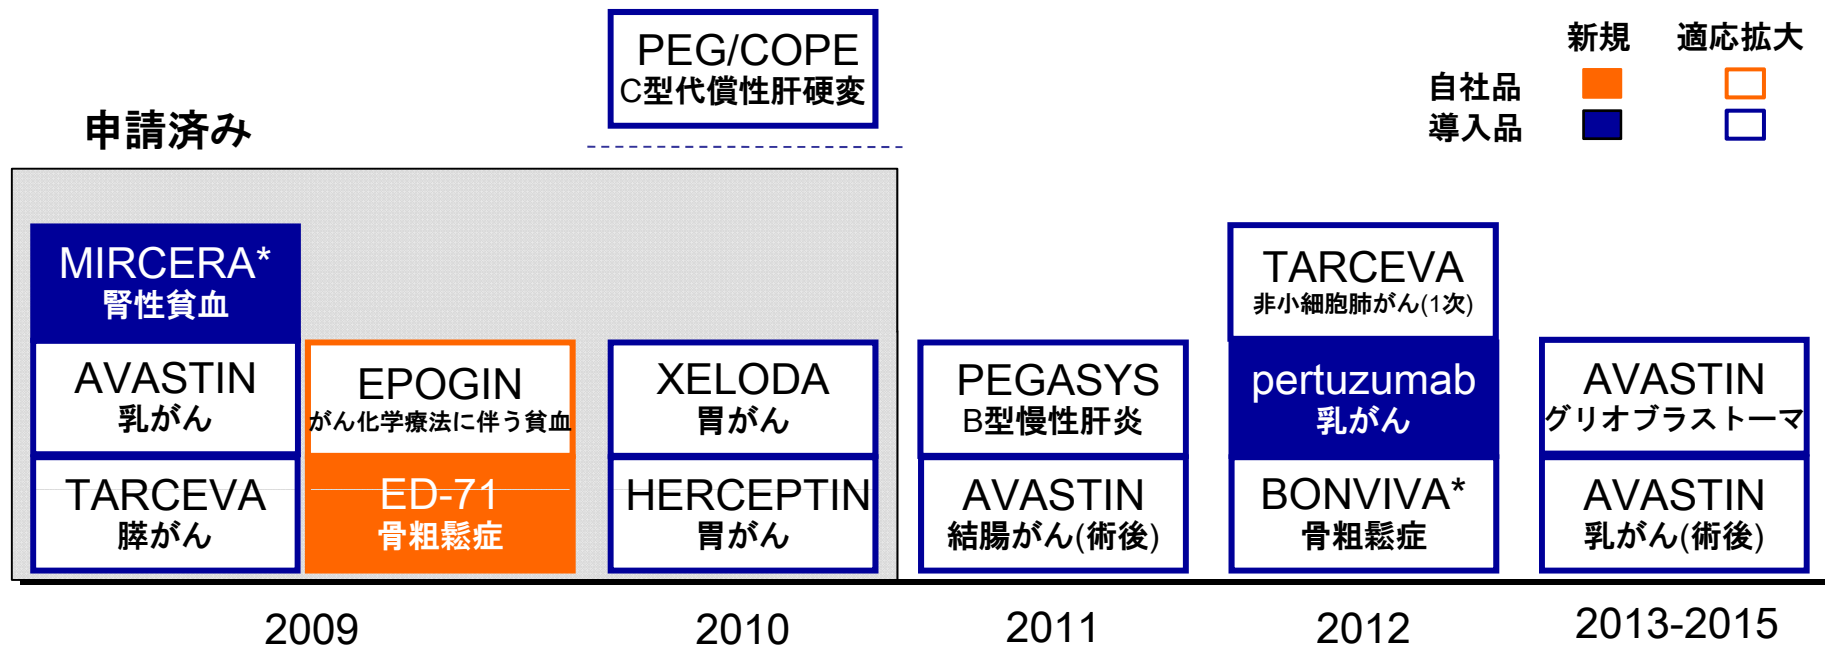 PEG/COPE
C型代償性肝硬変
新規 適応拡大
自社品
導入品
申請済み
MIRCERA*
腎性貧血
AVASTIN
乳がん
TARCEVA
膵がん
EPOGIN
がん化学療法に伴う貧血
ED-71
骨粗鬆症
XELODA
胃がん
HERCEPTIN
胃がん
PEGASYS
B型慢性肝炎
AVASTIN
結腸がん(術後)
TARCEVA
非小細胞肺がん(1次)
pertuzumab
乳がん
BONVIVA*
骨粗鬆症
AVASTIN
グリオブラストーマ
AVASTIN
乳がん(術後)
2009 2010 2011 2012 2013-2015